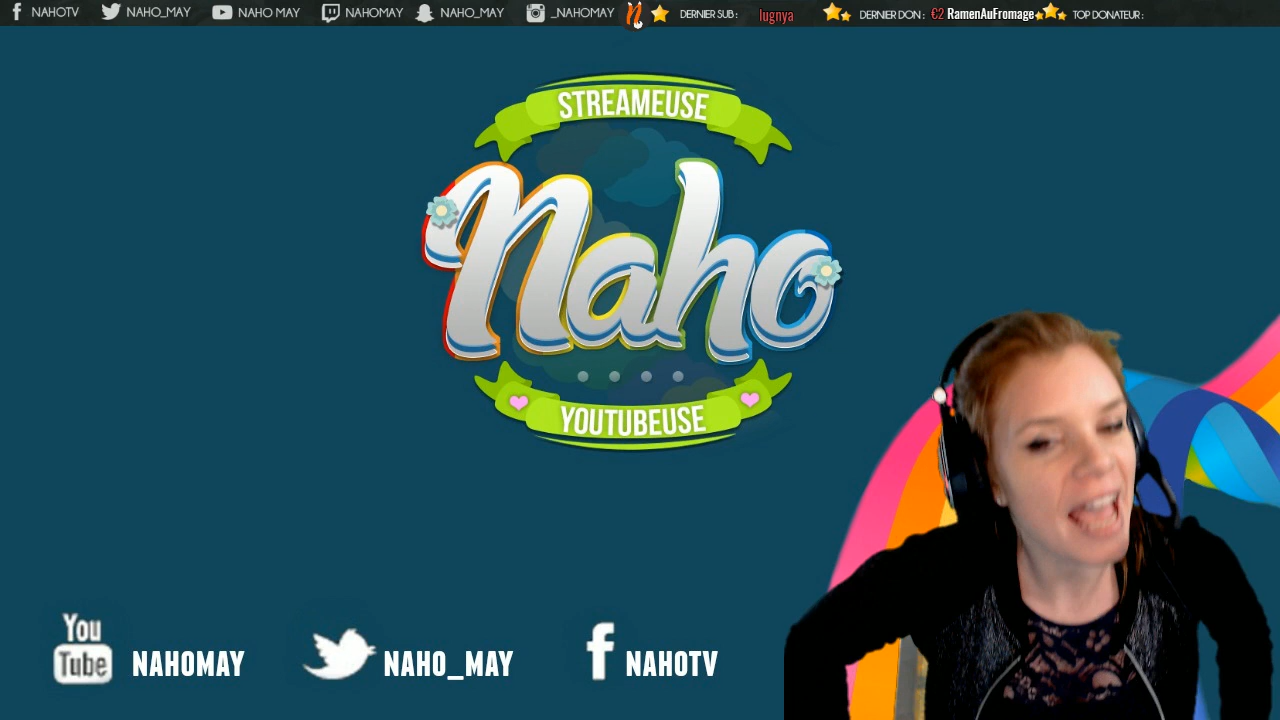 NAHOTV NAHO_MAY NAHO MAY NAHOMAY NAHO_MAY _NAHOMAY n DERNIER SUB : lugnya DERNIER DON : €2 RamenAuFromage TOP DONATEUR :
STREAMEUSE
Naho
YOUTUBEUSE
You
Tube NAHOMAY NAHO_MAY f NAHOTV